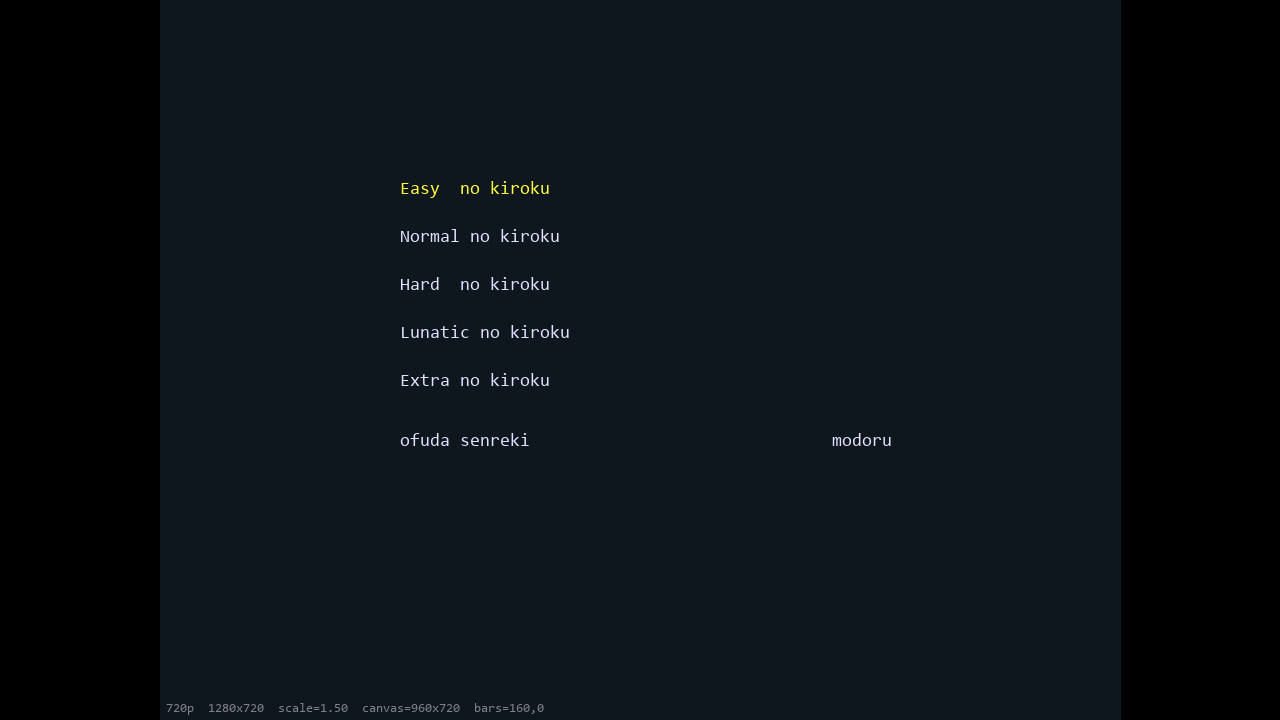 Easy  no kiroku
Normal no kiroku
Hard  no kiroku
Lunatic no kiroku
Extra no kiroku
ofuda senreki modoru
720p  1280x720  scale=1.50  canvas=960x720  bars=160,0